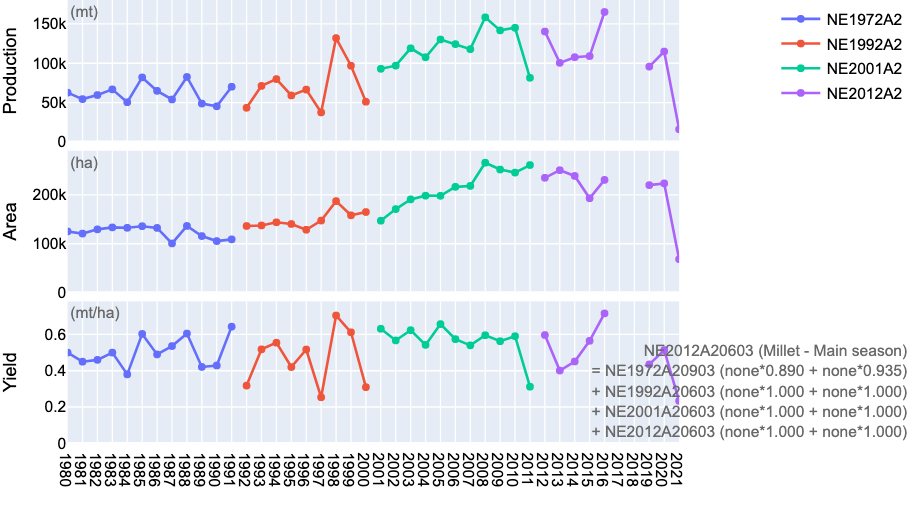 (mt)
Production
150k
100k
50k
0
NE1972A2
NE1992A2
NE2001A2
NE2012A2
(ha)
Area
200k
100k
0
(mt/ha)
Yield
0.6
0.4
0.2
0
NE2012A20603 (Millet - Main season)
= NE1972A20903 (none*0.890 + none*0.935)
+ NE1992A20603 (none*1.000 + none*1.000)
+ NE2001A20603 (none*1.000 + none*1.000)
+ NE2012A20603 (none*1.000 + none*1.000)
1980
1981
1982
1983
1984
1985
1986
1987
1988
1989
1990
1991
1992
1993
1994
1995
1996
1997
1998
1999
2000
2001
2002
2003
2004
2005
2006
2007
2008
2009
2010
2011
2012
2013
2014
2015
2016
2017
2018
2019
2020
2021